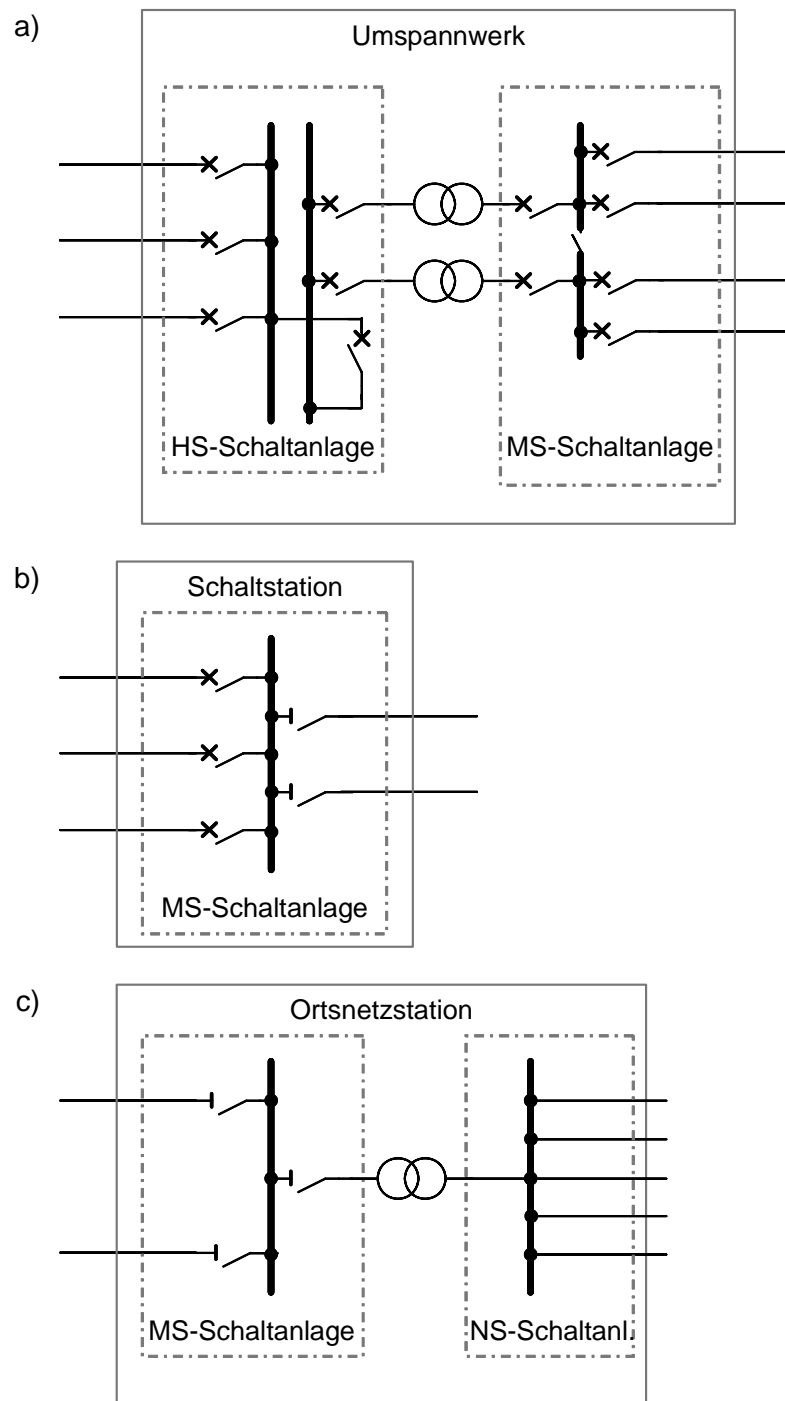 a)
Umspannwerk
HS-Schaltanlage
MS-Schaltanlage
b)
Schaltstation
MS-Schaltanlage
c)
Ortsnetzstation
MS-Schaltanlage
NS-Schaltanl.